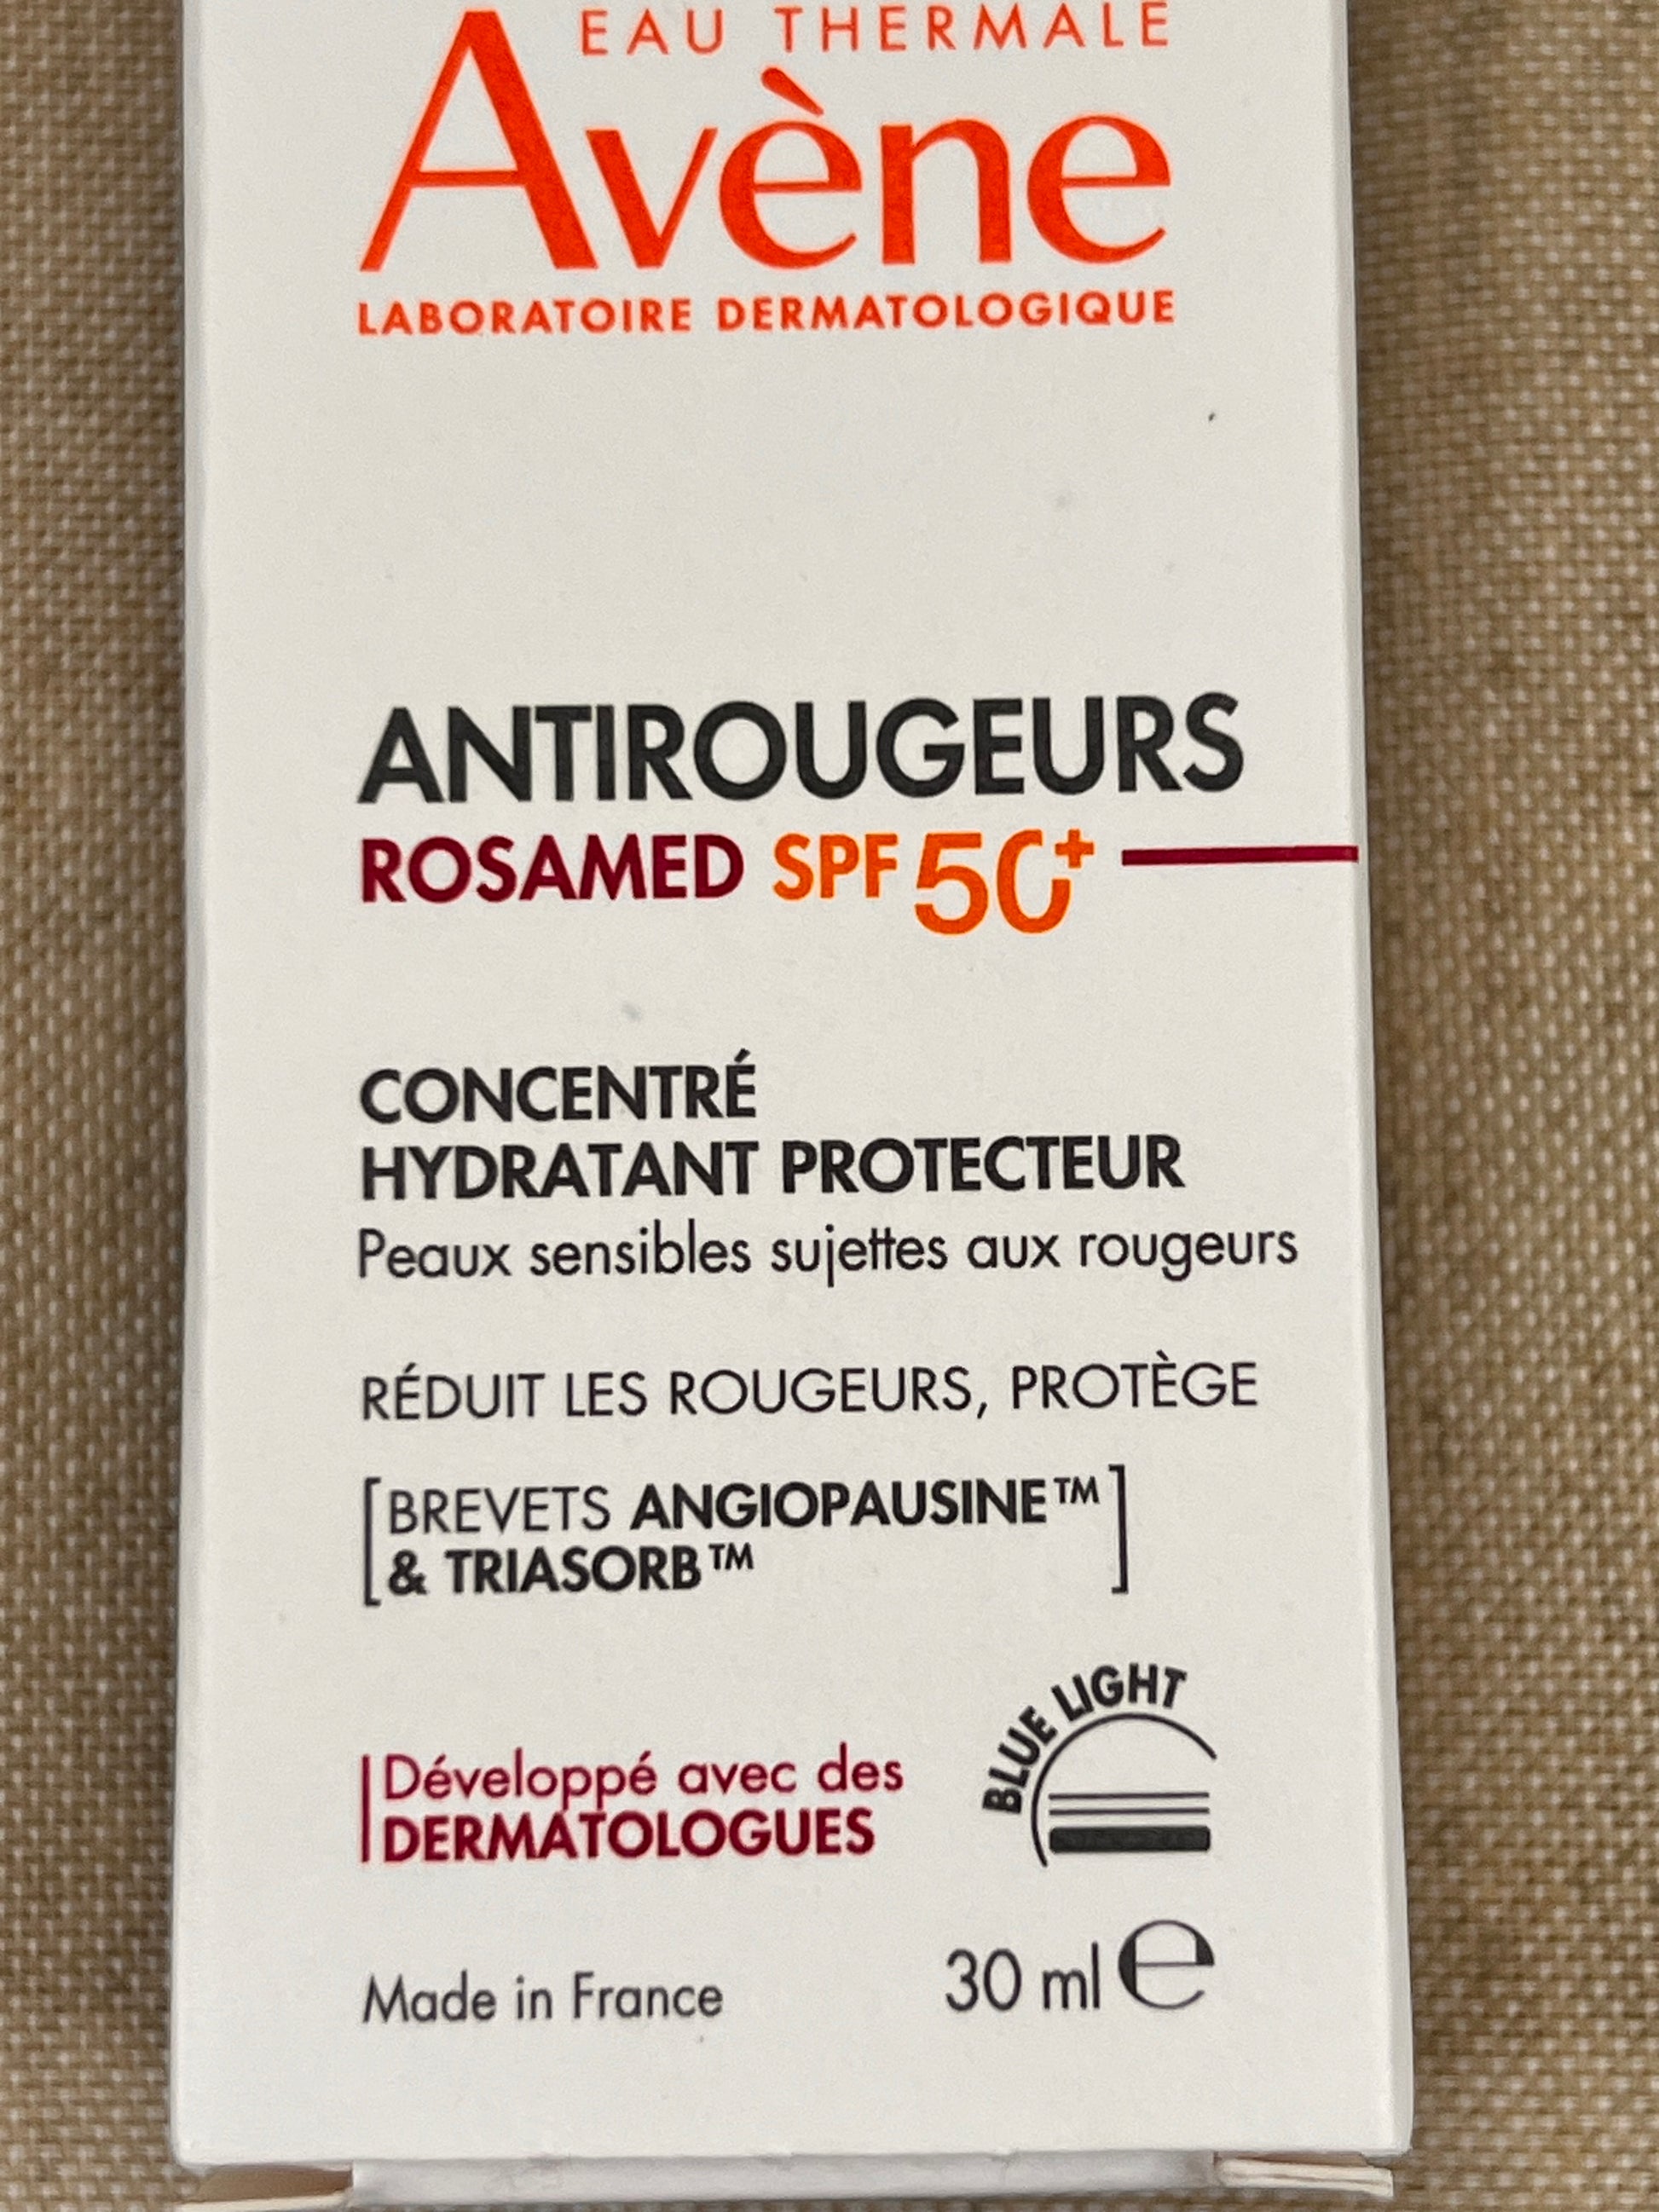 EAU THERMALE
Avène
LABORATOIRE DERMATOLOGIQUE
ANTIROUGEURS
ROSAMED SPF 50+
CONCENTRÉ
HYDRATANT PROTECTEUR
Peaux sensibles sujettes aux rougeurs
RÉDUIT LES ROUGEURS, PROTÈGE
[BREVETS ANGIOPAUSINE™
& TRIASORB™]
BLUE LIGHT
Développé avec des
DERMATOLOGUES
Made in France
30 ml e